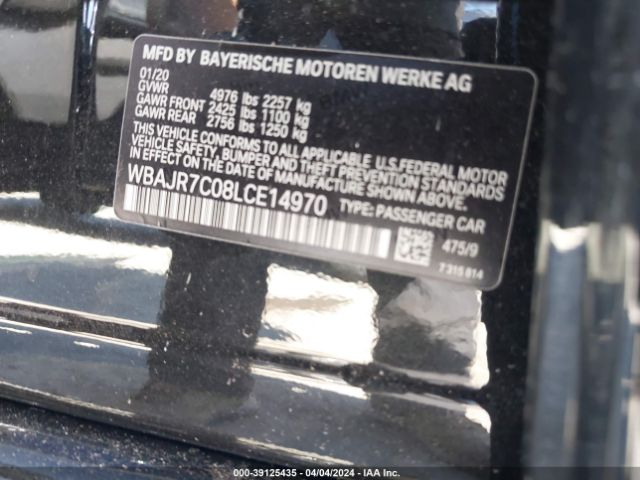 MFD BY BAYERISCHE MOTOREN WERKE AG
01/20
GVWR 4976 lbs 2257 kg
GAWR FRONT 2425 lbs 1100 kg
GAWR REAR 2756 lbs 1250 kg
THIS VEHICLE CONFORMS TO ALL APPLICABLE U.S. FEDERAL MOTOR
VEHICLE SAFETY, BUMPER AND THEFT PREVENTION STANDARDS
IN EFFECT ON THE DATE OF MANUFACTURE SHOWN ABOVE.
WBAJR7C08LCE14970 TYPE: PASSENGER CAR
475/9
7315814
000-39125435 - 04/04/2024 - IAA Inc.